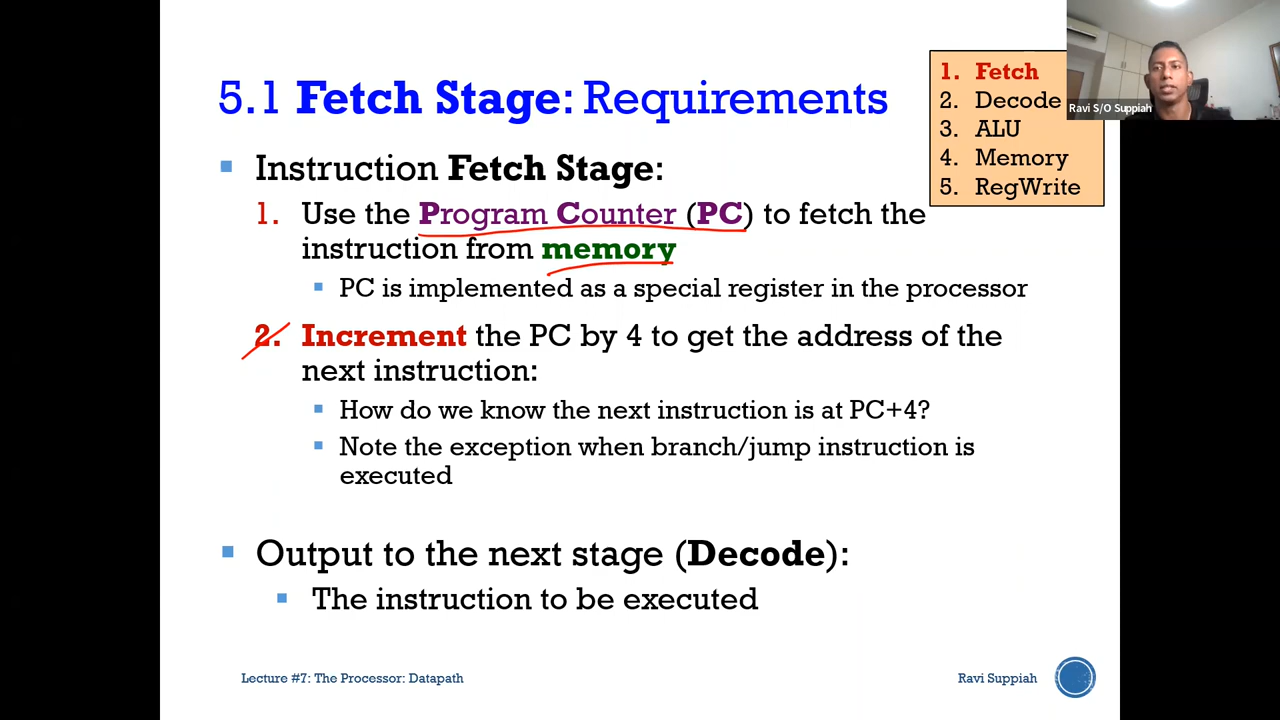 5.1 Fetch Stage: Requirements
1. Fetch
2. Decode
3. ALU
4. Memory
5. RegWrite
Ravi S/O Suppiah
Instruction Fetch Stage:
1. Use the Program Counter (PC) to fetch the
instruction from memory
PC is implemented as a special register in the processor
2. Increment the PC by 4 to get the address of the
next instruction:
How do we know the next instruction is at PC+4?
Note the exception when branch/jump instruction is
executed
Output to the next stage (Decode):
The instruction to be executed
Lecture #7: The Processor: Datapath
Ravi Suppiah